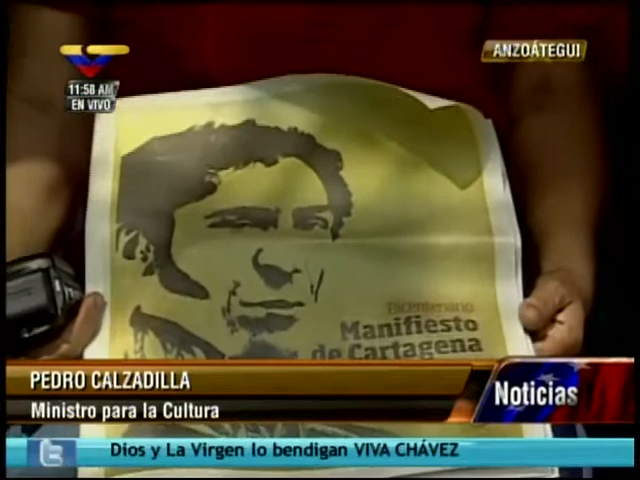 ANZOÁTEGUI
11:58 AM
EN VIVO
Bicentenario
Manifiesto
de Cartagena
PEDRO CALZADILLA
Ministro para la Cultura
Noticias
Dios y La Virgen lo bendigan VIVA CHÁVEZ